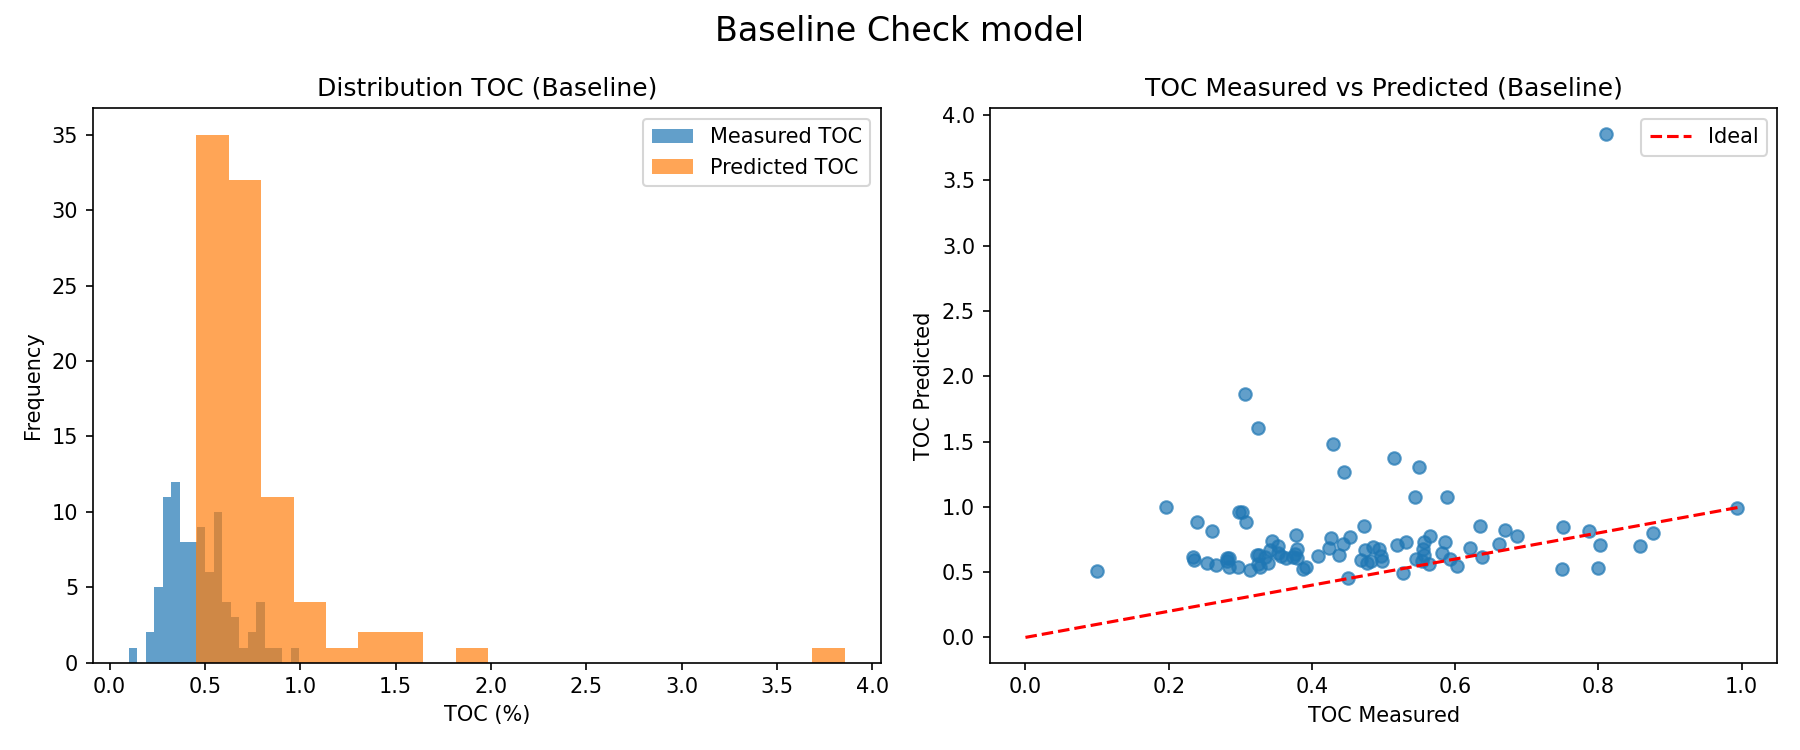 Baseline Check model
Distribution TOC (Baseline)
Frequency
35
30
25
20
15
10
5
0
Measured TOC
Predicted TOC
0.0 0.5 1.0 1.5 2.0 2.5 3.0 3.5 4.0
TOC (%)
TOC Measured vs Predicted (Baseline)
TOC Predicted
4.0
3.5
3.0
2.5
2.0
1.5
1.0
0.5
0.0
Ideal
0.0 0.2 0.4 0.6 0.8 1.0
TOC Measured